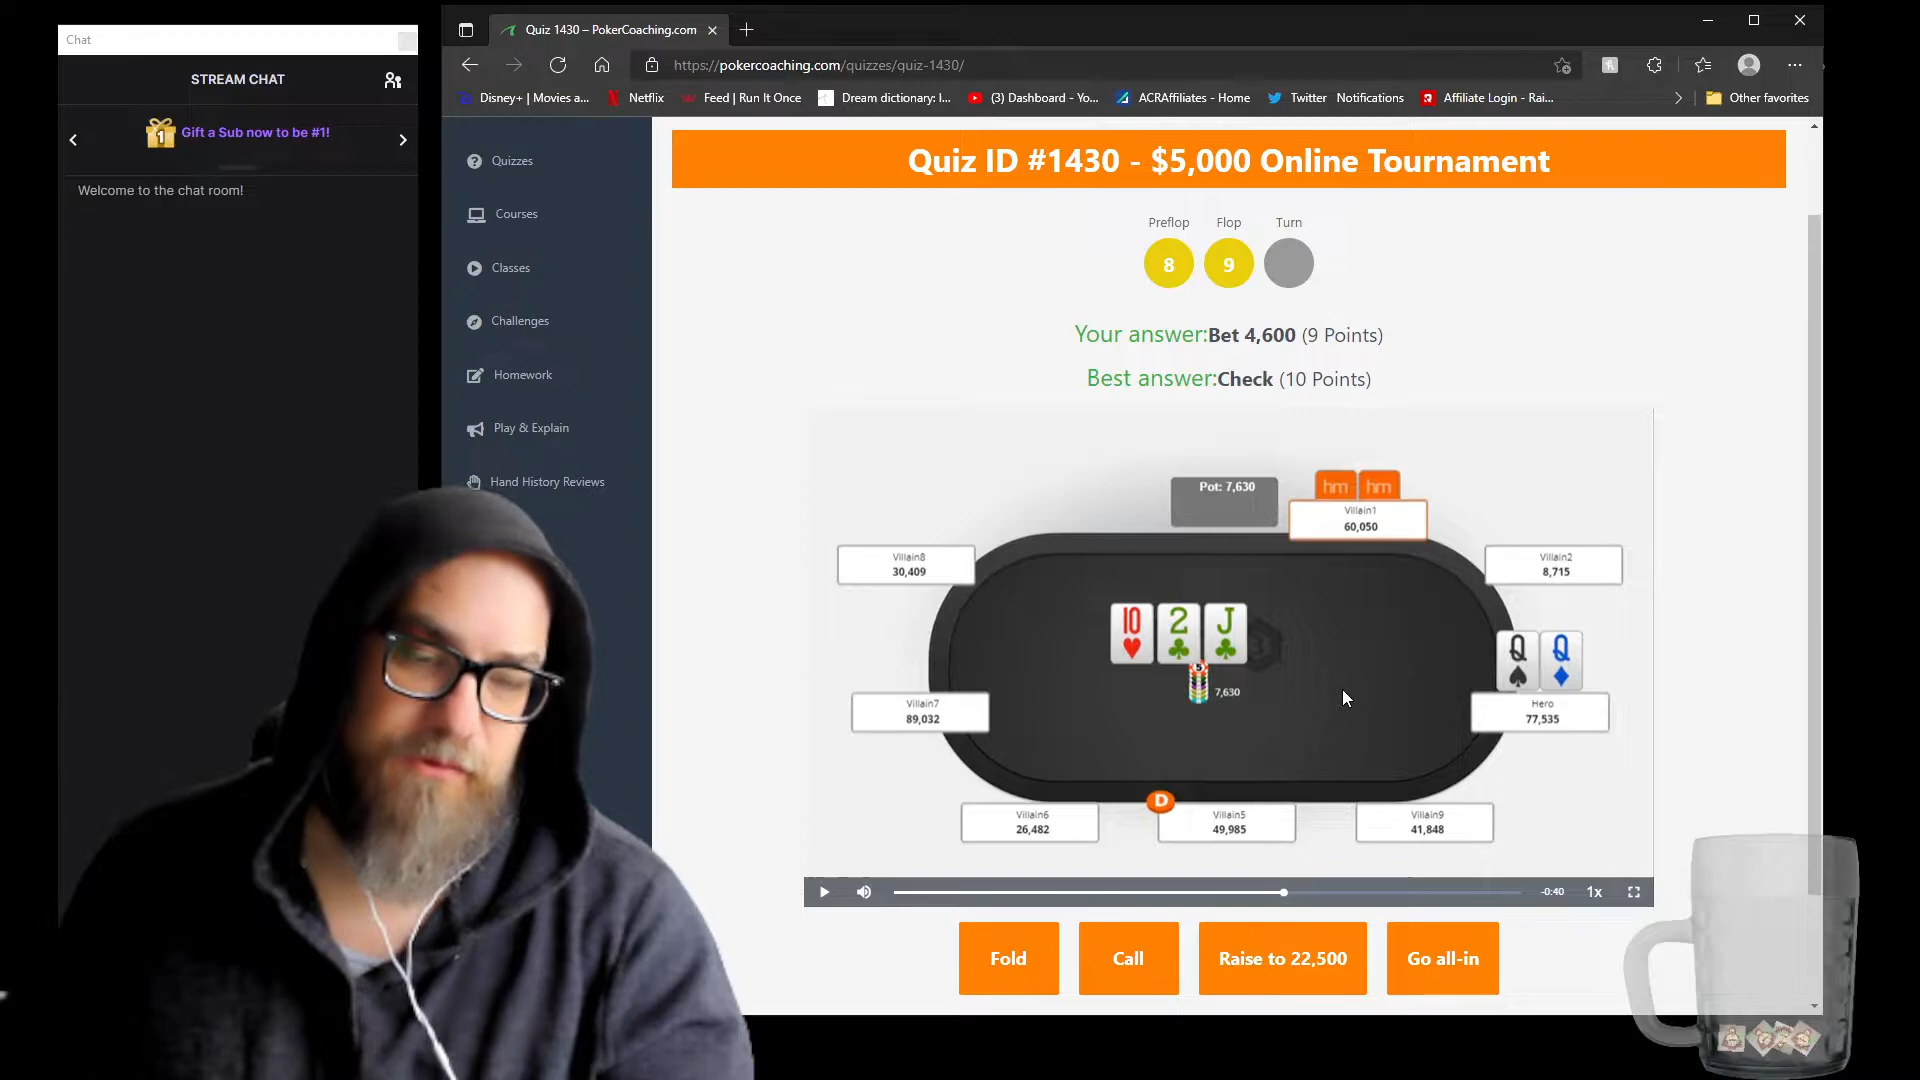 Chat
STREAM CHAT
1
Gift a Sub now to be #1!
Welcome to the chat room!
Quiz 1430 – PokerCoaching.com
https://pokercoaching.com/quizzes/quiz-1430/
Disney+ | Movies a...
Netflix
Feed | Run It Once
Dream dictionary: l...
(3) Dashboard - Yo...
ACRAffiliates - Home
Twitter
Notifications
Affiliate Login - Rai...
Other favorites
Quizzes
Courses
Classes
Challenges
Homework
Play & Explain
Hand History Reviews
Quiz ID #1430 - $5,000 Online Tournament
Preflop
Flop
Turn
8
9
Your answer:Bet 4,600 (9 Points)
Best answer:Check (10 Points)
Pot: 7,630
hm hm
Villain1
60,050
Villain8
30,409
Villain2
8,715
10
2
J
5
7,630
Q
Q
Villain7
89,032
Hero
77,535
D
Villain6
26,482
Villain5
49,985
Villain9
41,848
-0:40
1x
Fold
Call
Raise to 22,500
Go all-in